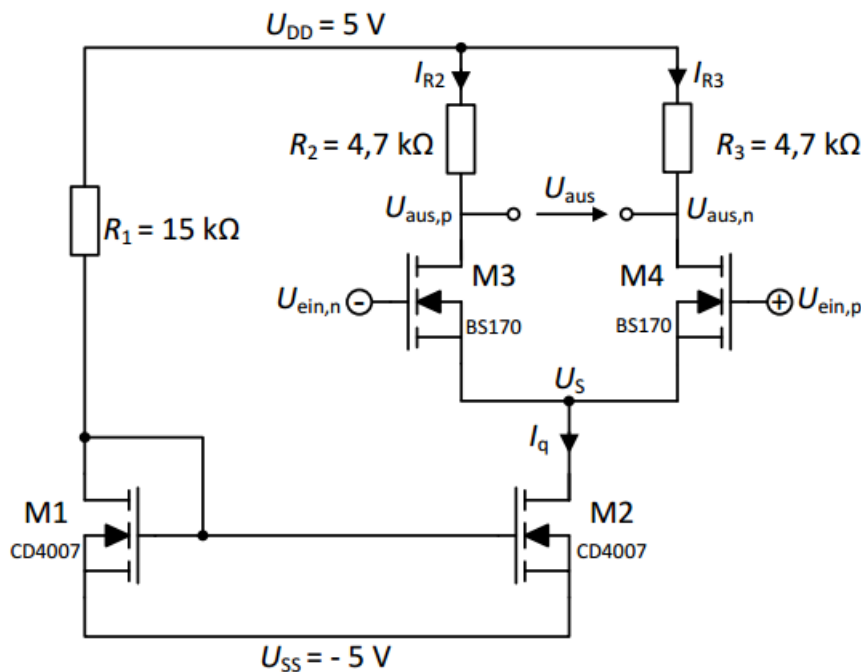 U_DD = 5 V
I_R2
I_R3
R_2 = 4,7 kΩ
R_3 = 4,7 kΩ
U_aus
U_aus,p
U_aus,n
R_1 = 15 kΩ
M3
M4
U_ein,n
-
+
U_ein,p
BS170
BS170
U_S
I_q
M1
M2
CD4007
CD4007
U_SS = - 5 V